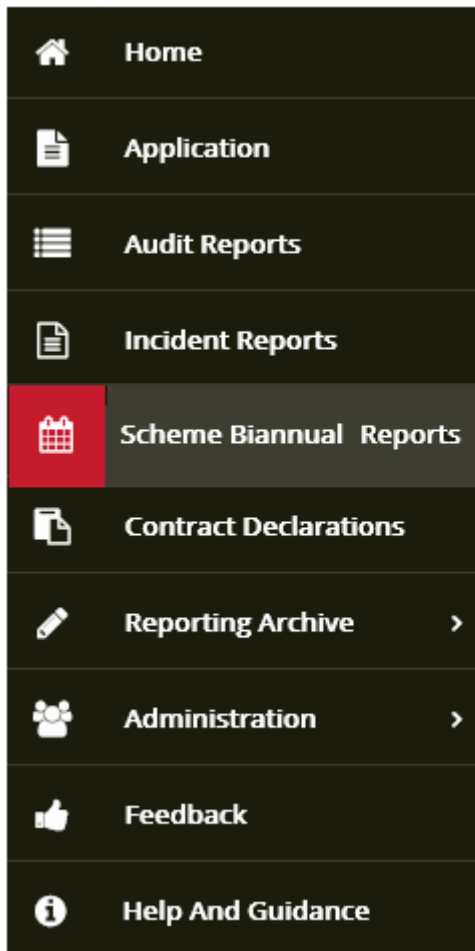 Home
Application
Audit Reports
Incident Reports
Scheme Biannual Reports
Contract Declarations
Reporting Archive
Administration
Feedback
Help And Guidance